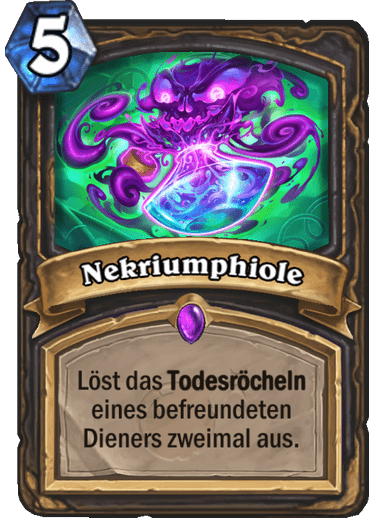 5
Nekriumphiole
Löst das Todesröcheln
eines befreundeten
Dieners zweimal aus.